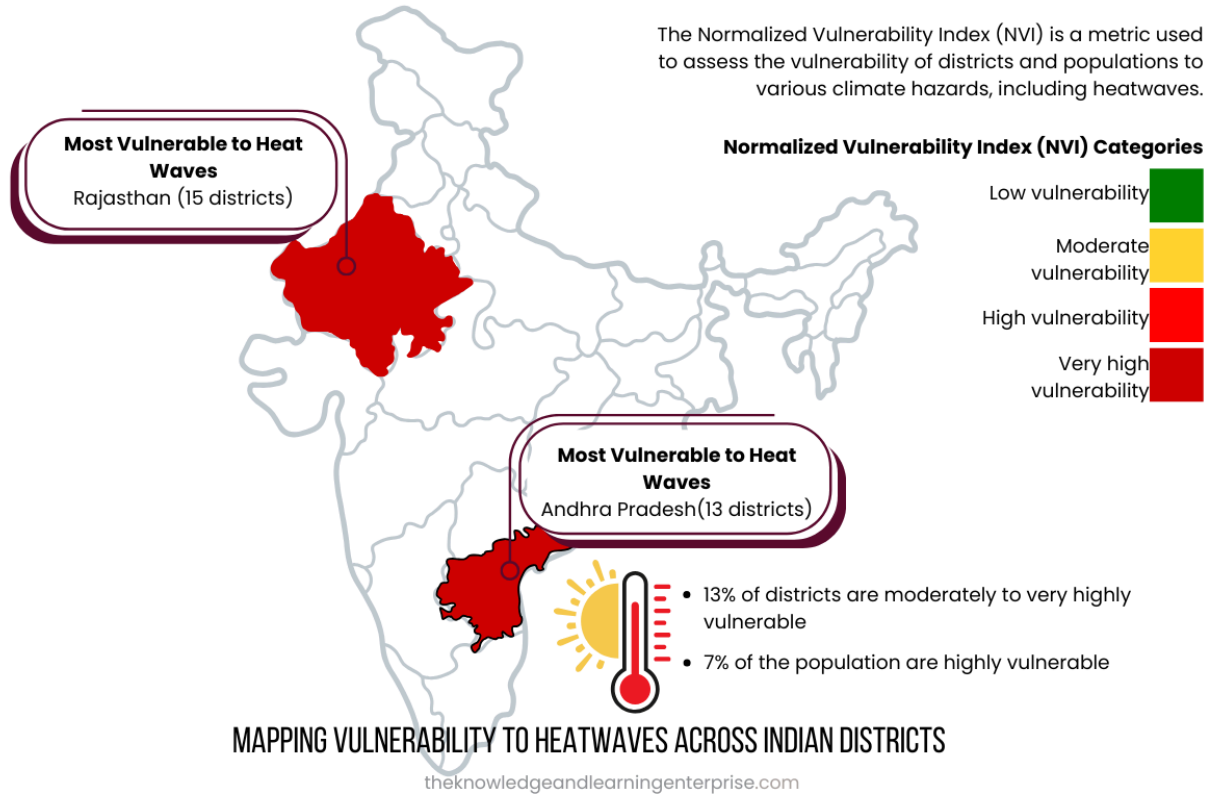 The Normalized Vulnerability Index (NVI) is a metric used
to assess the vulnerability of districts and populations to
various climate hazards, including heatwaves.
Most Vulnerable to Heat
Waves
Rajasthan (15 districts)
Normalized Vulnerability Index (NVI) Categories
Low vulnerability
Moderate
vulnerability
High vulnerability
Very high
vulnerability
Most Vulnerable to Heat
Waves
Andhra Pradesh(13 districts)
• 13% of districts are moderately to very highly
vulnerable
• 7% of the population are highly vulnerable
MAPPING VULNERABILITY TO HEATWAVES ACROSS INDIAN DISTRICTS
theknowledgeandlearningenterprise.com